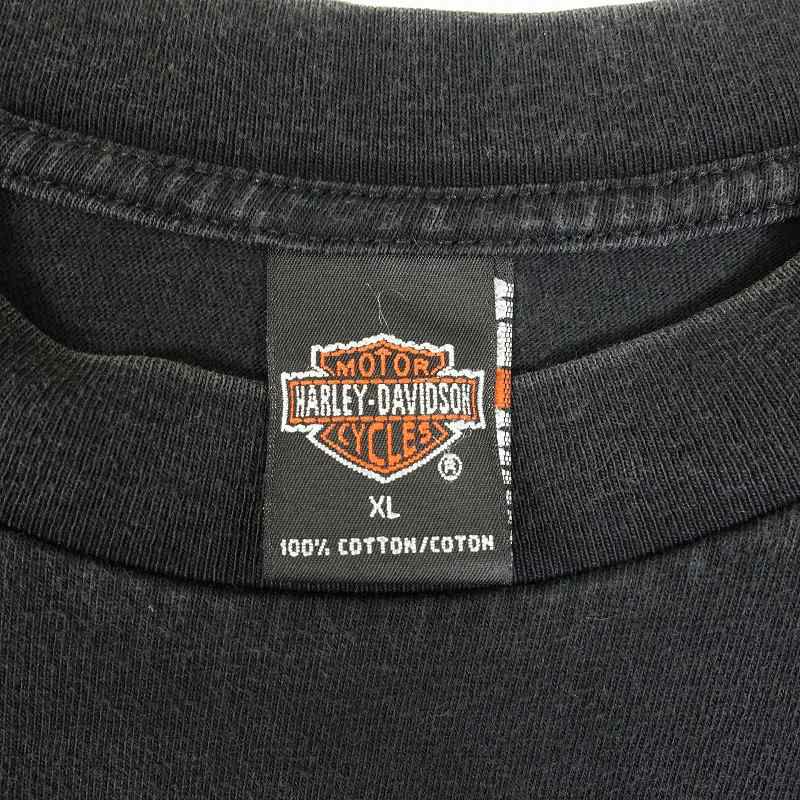 MOTOR
HARLEY-DAVIDSON
CYCLES
®
XL
100% COTTON/COTON